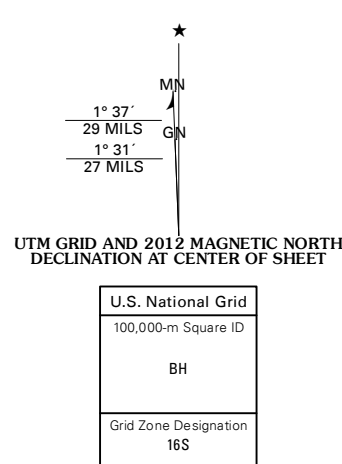 MN
1° 37´
29 MILS
GN
1° 31´
27 MILS
UTM GRID AND 2012 MAGNETIC NORTH
DECLINATION AT CENTER OF SHEET
U.S. National Grid
100,000-m Square ID
BH
Grid Zone Designation
16S